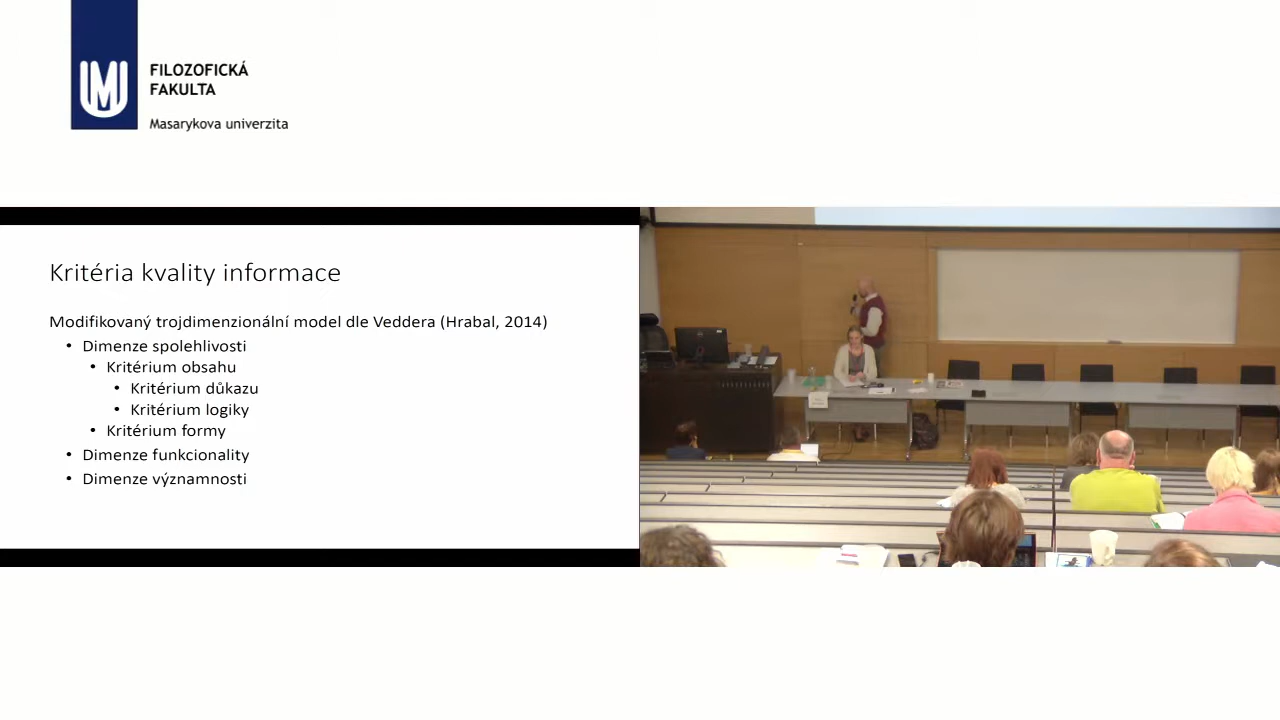 FILOZOFICKÁ
FAKULTA
Masarykova univerzita
Kritéria kvality informace
Modifikovaný trojdimenzionální model dle Veddera (Hrabal, 2014)
• Dimenze spolehlivosti
• Kritérium obsahu
• Kritérium důkazu
• Kritérium logiky
• Kritérium formy
• Dimenze funkcionality
• Dimenze významnosti